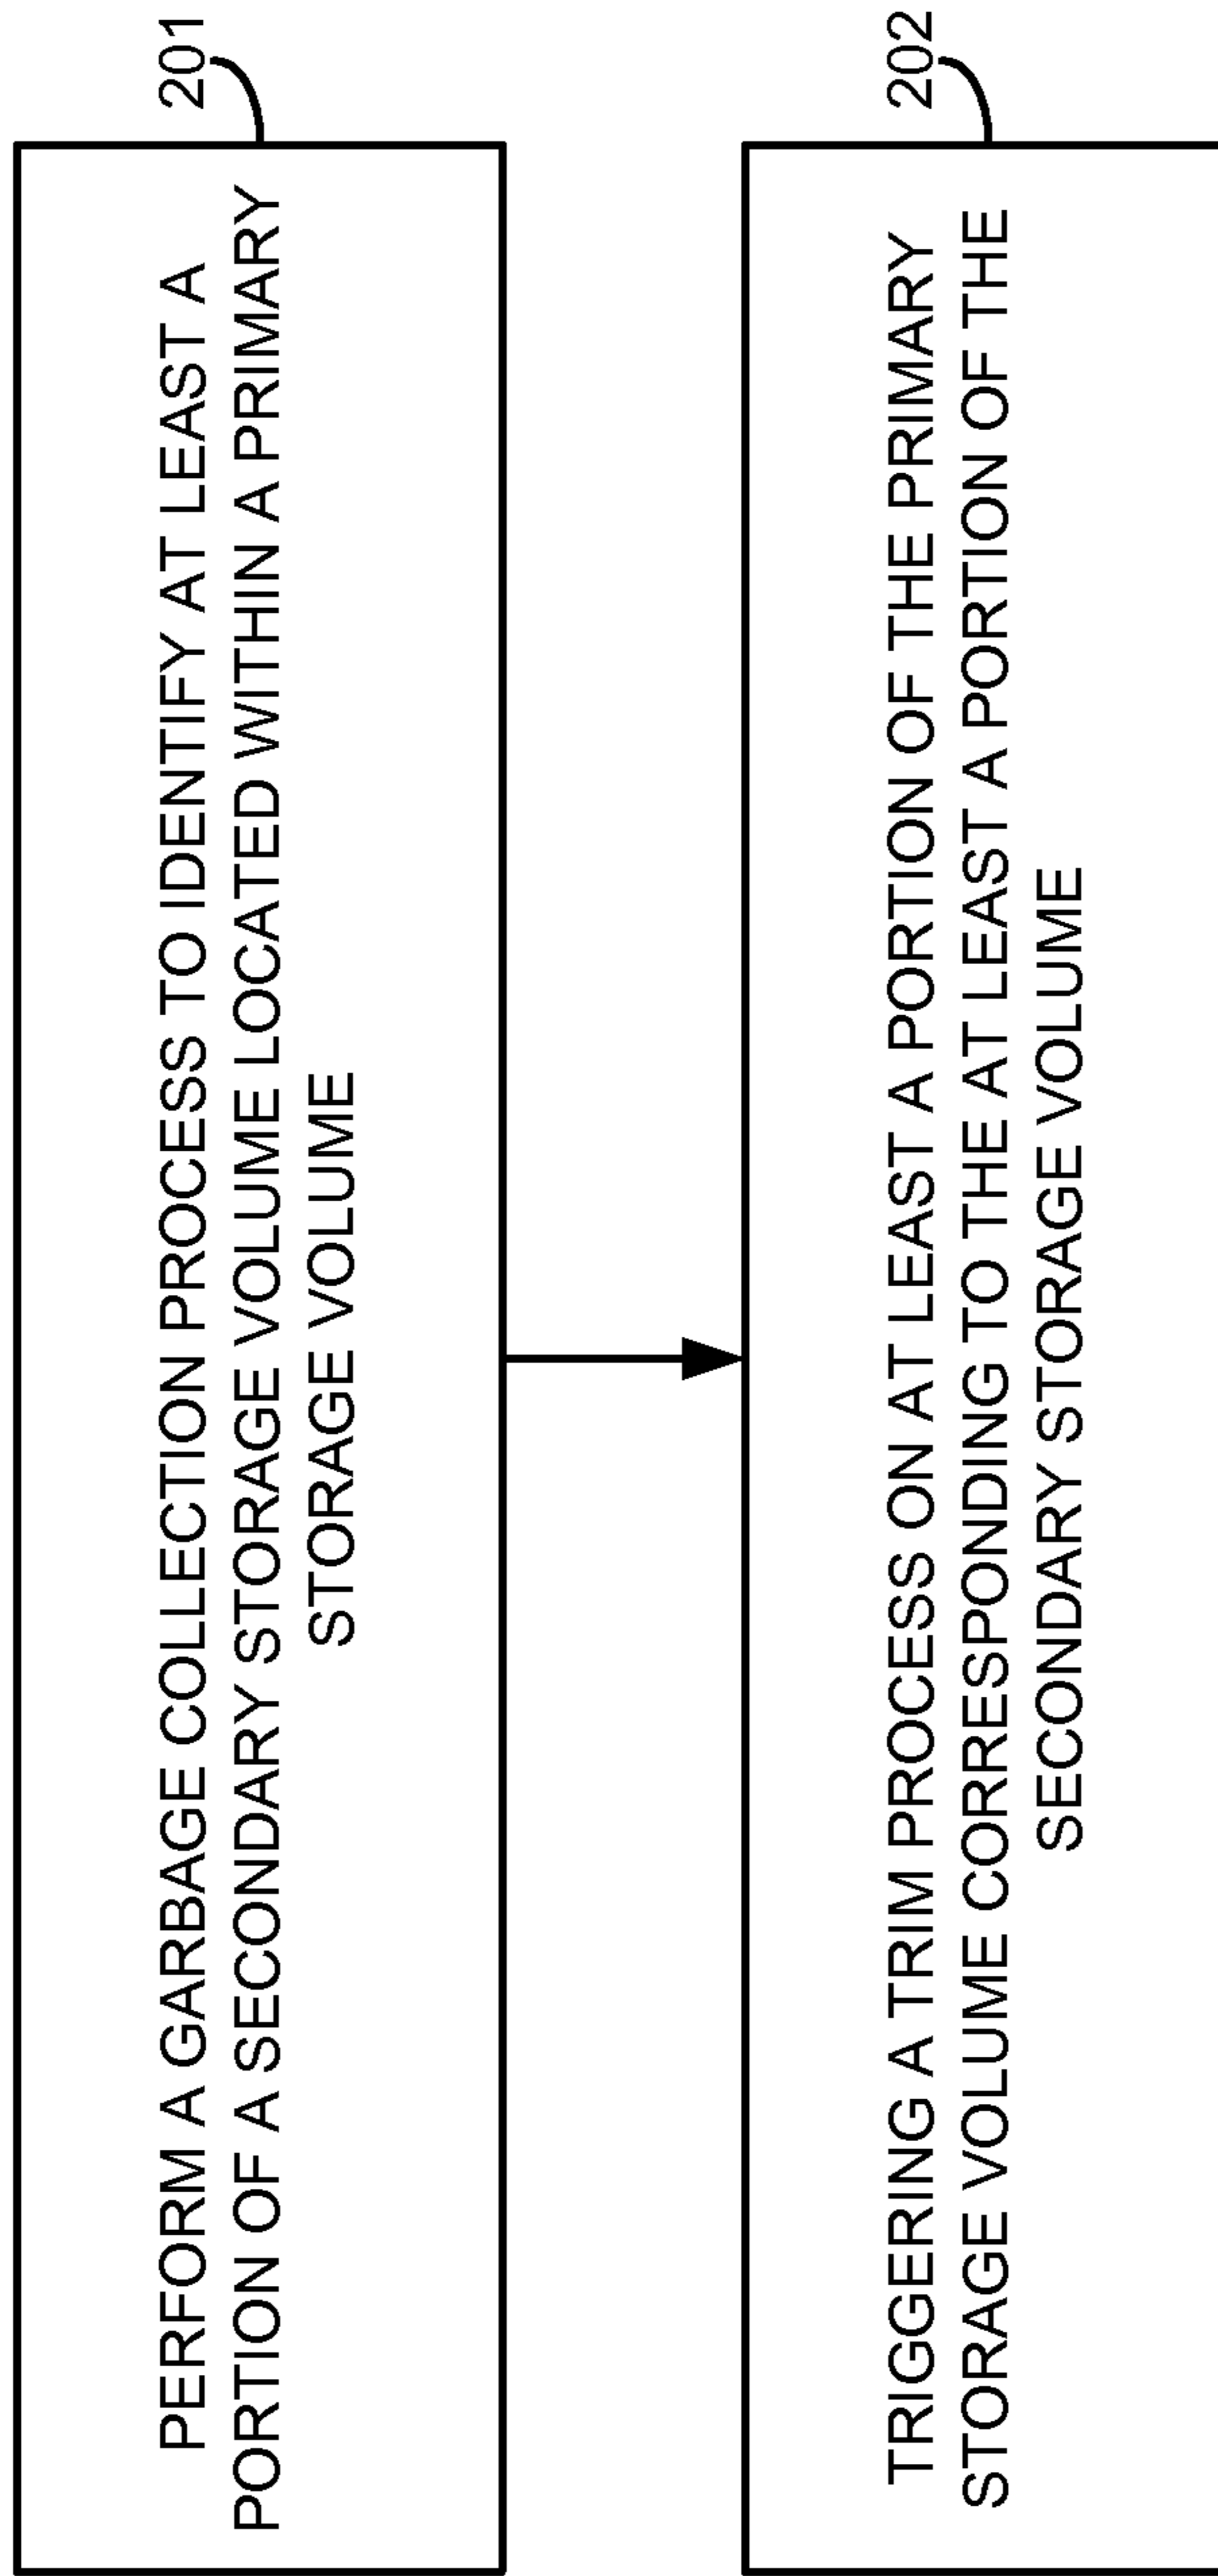 201
PERFORM A GARBAGE COLLECTION PROCESS TO IDENTIFY AT LEAST A
PORTION OF A SECONDARY STORAGE VOLUME LOCATED WITHIN A PRIMARY
STORAGE VOLUME
202
TRIGGERING A TRIM PROCESS ON AT LEAST A PORTION OF THE PRIMARY
STORAGE VOLUME CORRESPONDING TO THE AT LEAST A PORTION OF THE
SECONDARY STORAGE VOLUME